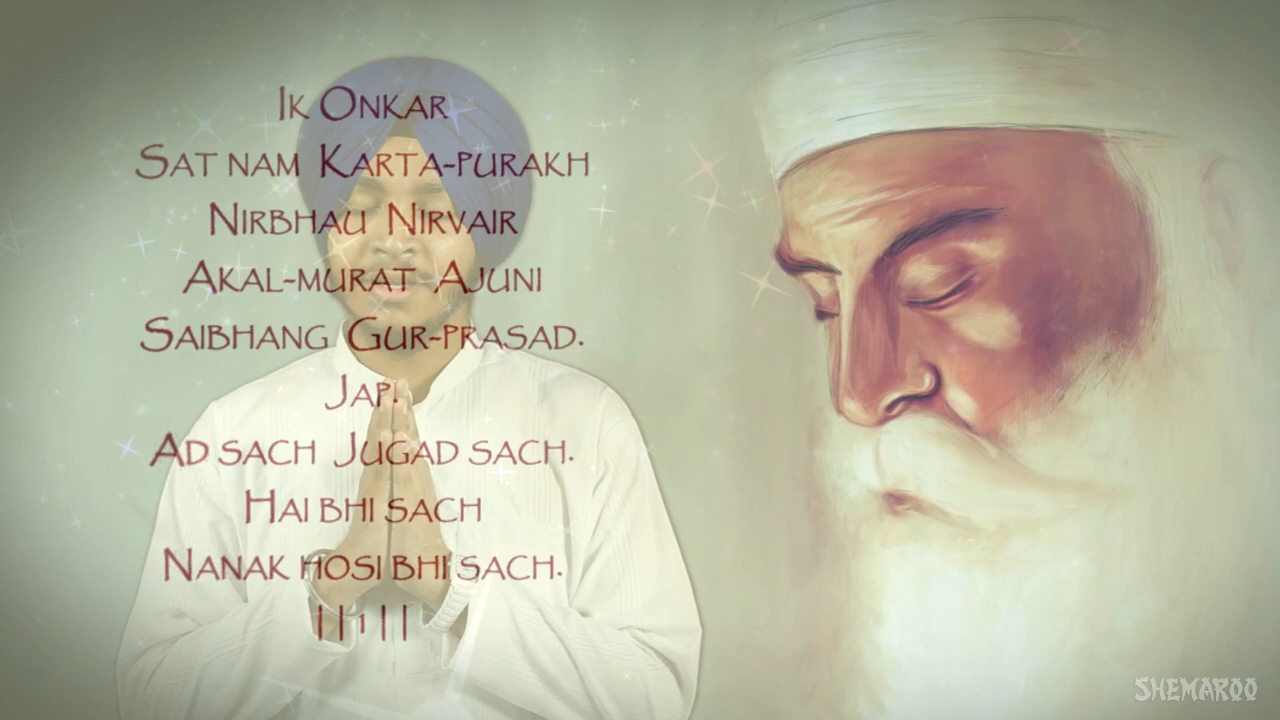 Ik Onkar
Sat nam Karta-purakh
Nirbhau Nirvair
Akal-murat Ajuni
Saibhang Gur-prasad.
Jap.
Ad sach Jugad sach.
Hai bhi sach
Nanak hosi bhi sach.
||1||
SHEMAROO